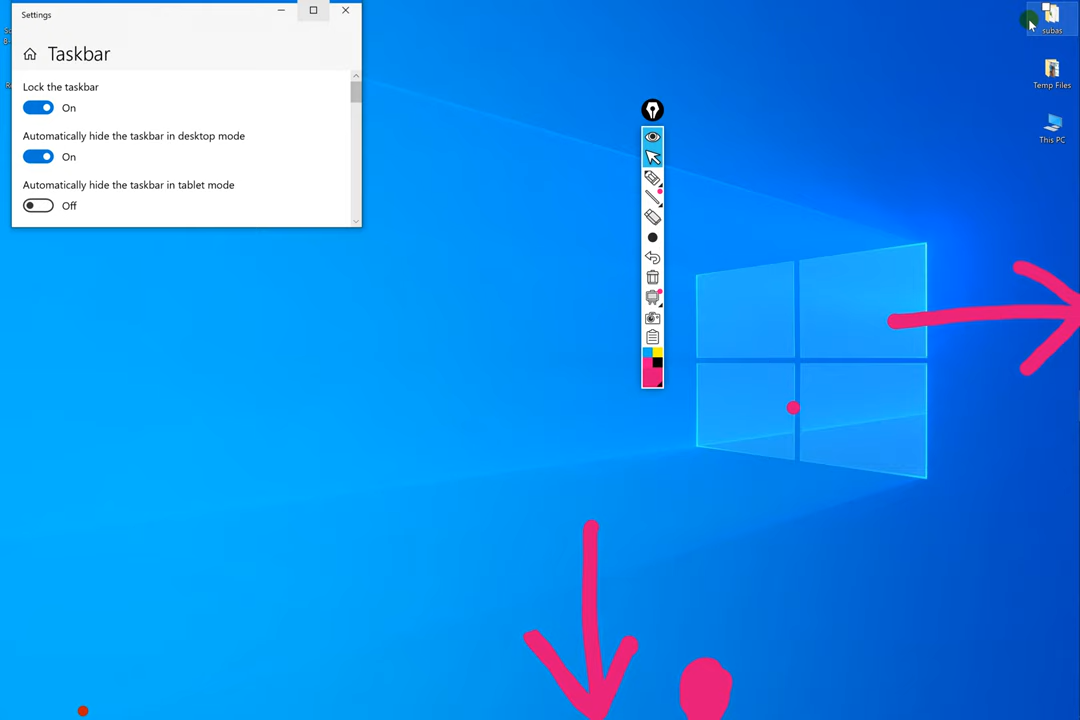 Settings
Taskbar
Lock the taskbar
On
Automatically hide the taskbar in desktop mode
On
Automatically hide the taskbar in tablet mode
Off
subas
Temp Files
This PC